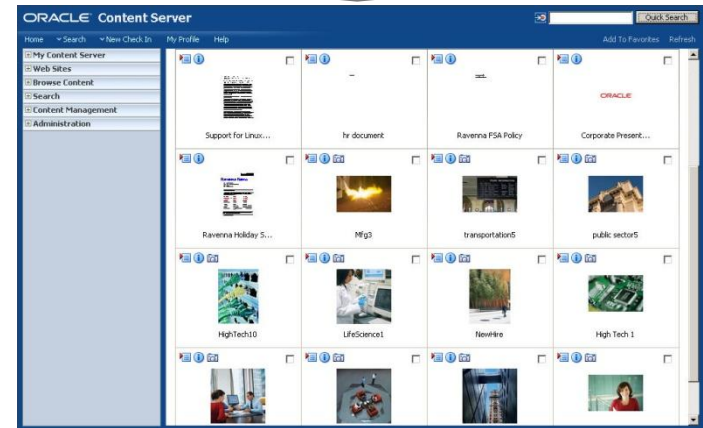 ORACLE Content Server
Quick Search
Home Search New Check In My Profile Help Add To Favorites Refresh
My Content Server
Web Sites
Browse Content
Search
Content Management
Administration
Support for Linux...
hr document
Ravenna FSA Policy
ORACLE
Corporate Present...
Ravenna Holiday S...
Mfg3
transportation5
public sector5
HighTech10
LifeScience1
NewHire
High Tech 1